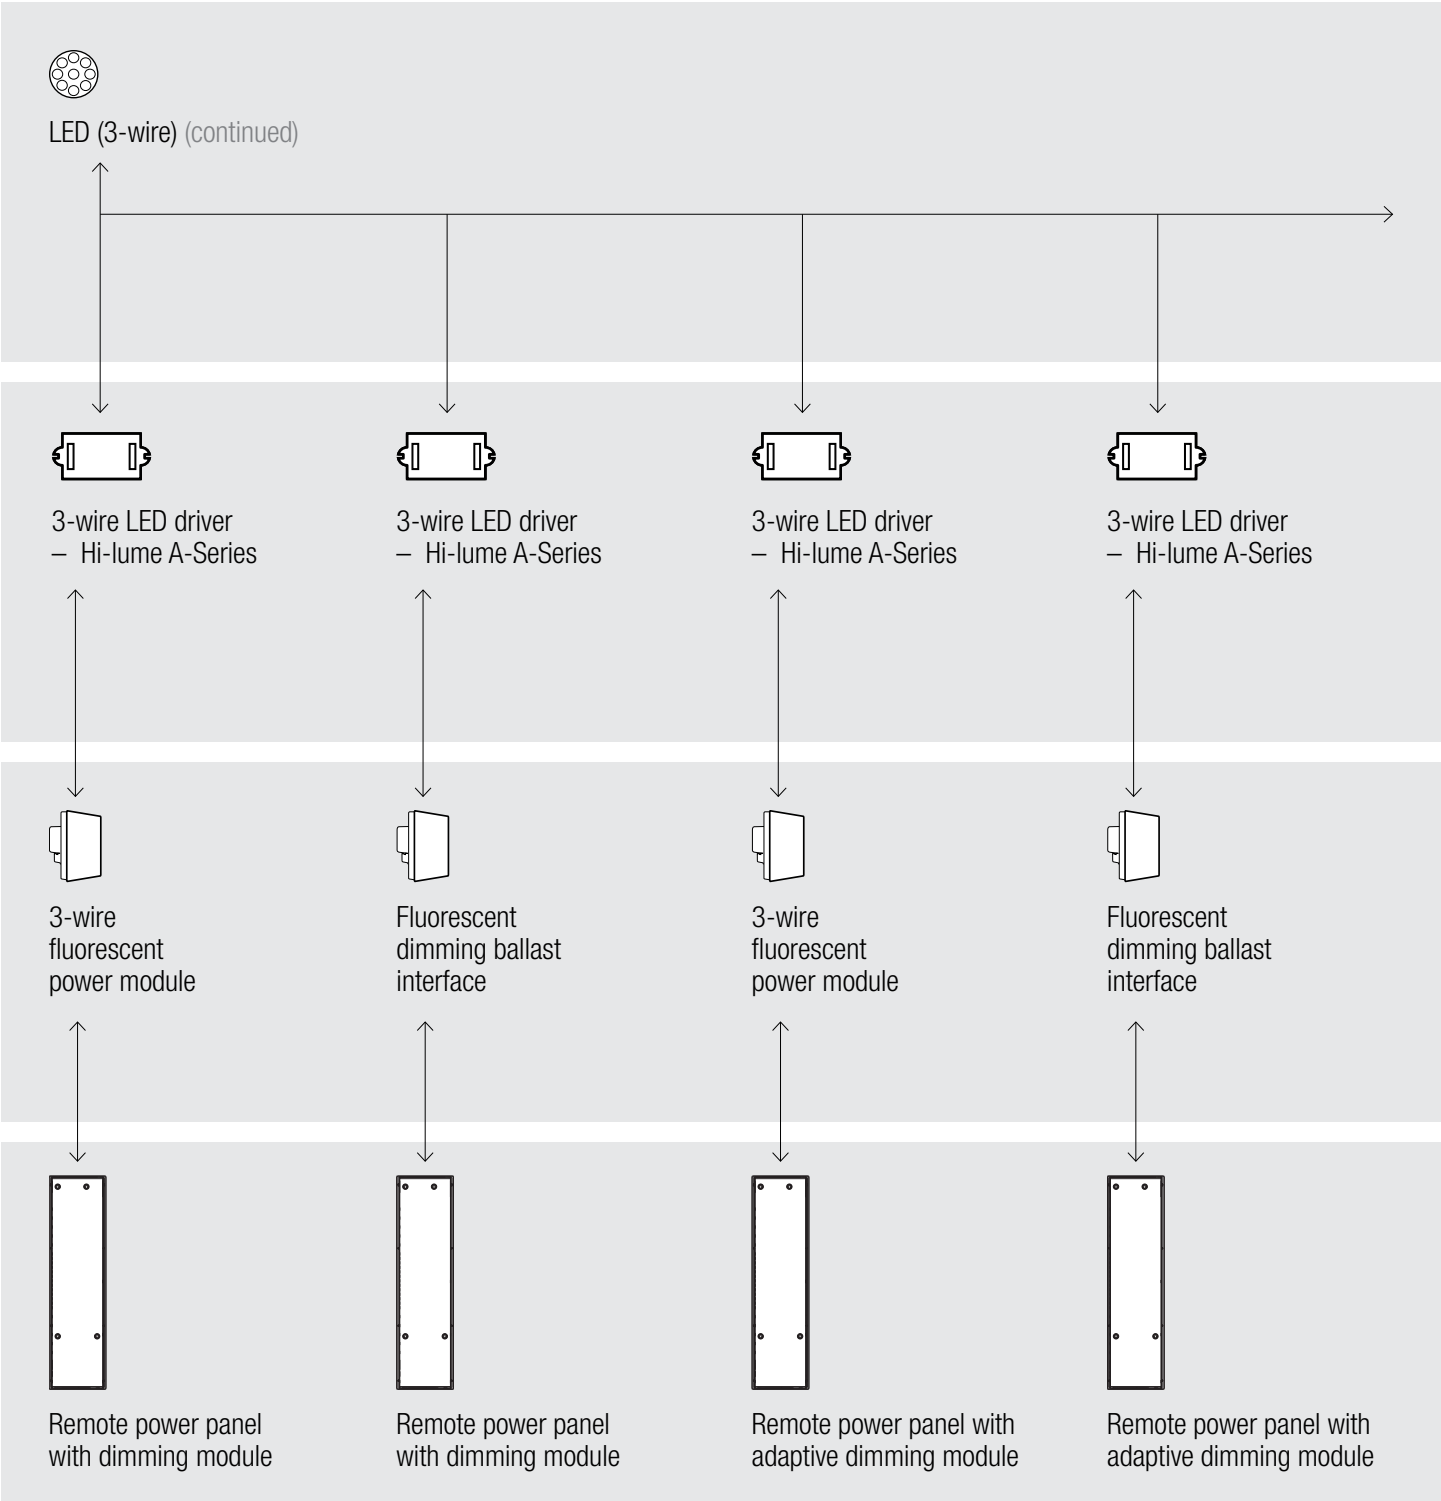 LED (3-wire) (continued)
3-wire LED driver
– Hi-lume A-Series
3-wire LED driver
– Hi-lume A-Series
3-wire LED driver
– Hi-lume A-Series
3-wire LED driver
– Hi-lume A-Series
3-wire
fluorescent
power module
Fluorescent
dimming ballast
interface
3-wire
fluorescent
power module
Fluorescent
dimming ballast
interface
Remote power panel
with dimming module
Remote power panel
with dimming module
Remote power panel with
adaptive dimming module
Remote power panel with
adaptive dimming module